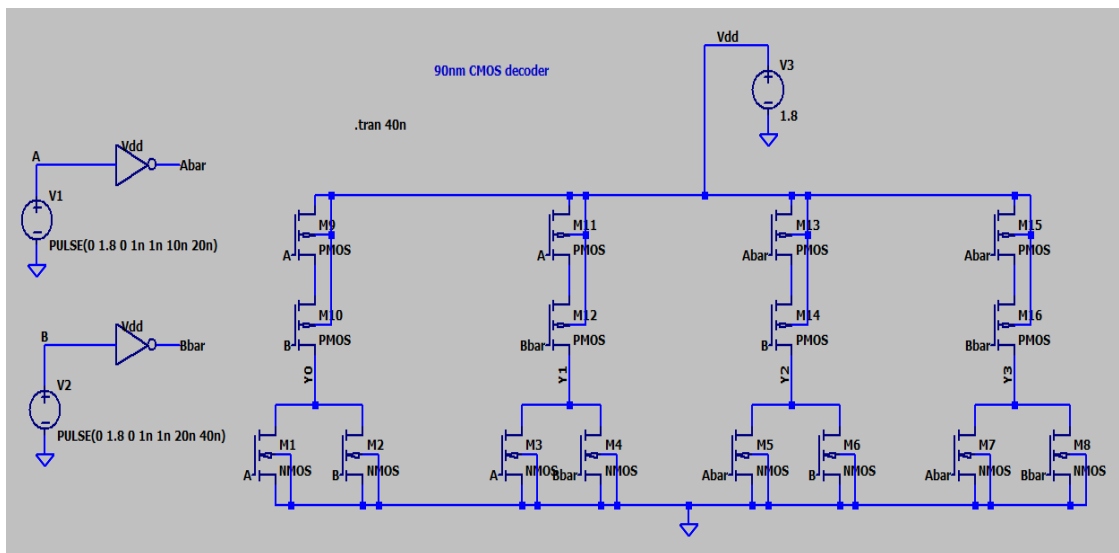 Vdd
V3
1.8
90nm CMOS decoder
.tran 40n
A
Vdd
Abar
V1
PULSE(0 1.8 0 1n 1n 10n 20n)
B
Vdd
Bbar
V2
PULSE(0 1.8 0 1n 1n 20n 40n)
M9
PMOS
A
M11
PMOS
A
M13
PMOS
Abar
M15
PMOS
Abar
M10
PMOS
B
M12
PMOS
Bbar
M14
PMOS
B
M16
PMOS
Bbar
Y0
Y1
Y2
Y3
M1
NMOS
A
M2
NMOS
B
M3
NMOS
A
M4
NMOS
Bbar
M5
NMOS
Abar
M6
NMOS
B
M7
NMOS
Abar
M8
NMOS
Bbar